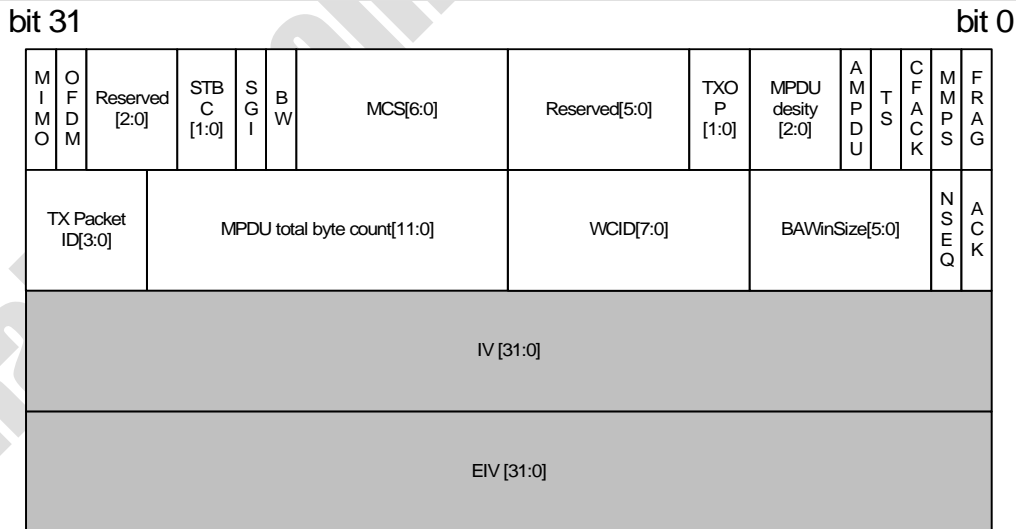 bit 31 bit 0
MIMO OFDM Reserved [2:0] STBC [1:0] SGI BW MCS[6:0] Reserved[5:0] TXOP [1:0] MPDU desity [2:0] AMPDU TS CFACK MMPS FRAG
TX Packet ID[3:0] MPDU total byte count[11:0] WCID[7:0] BAWinSize[5:0] NSEQ ACK
IV [31:0]
EIV [31:0]